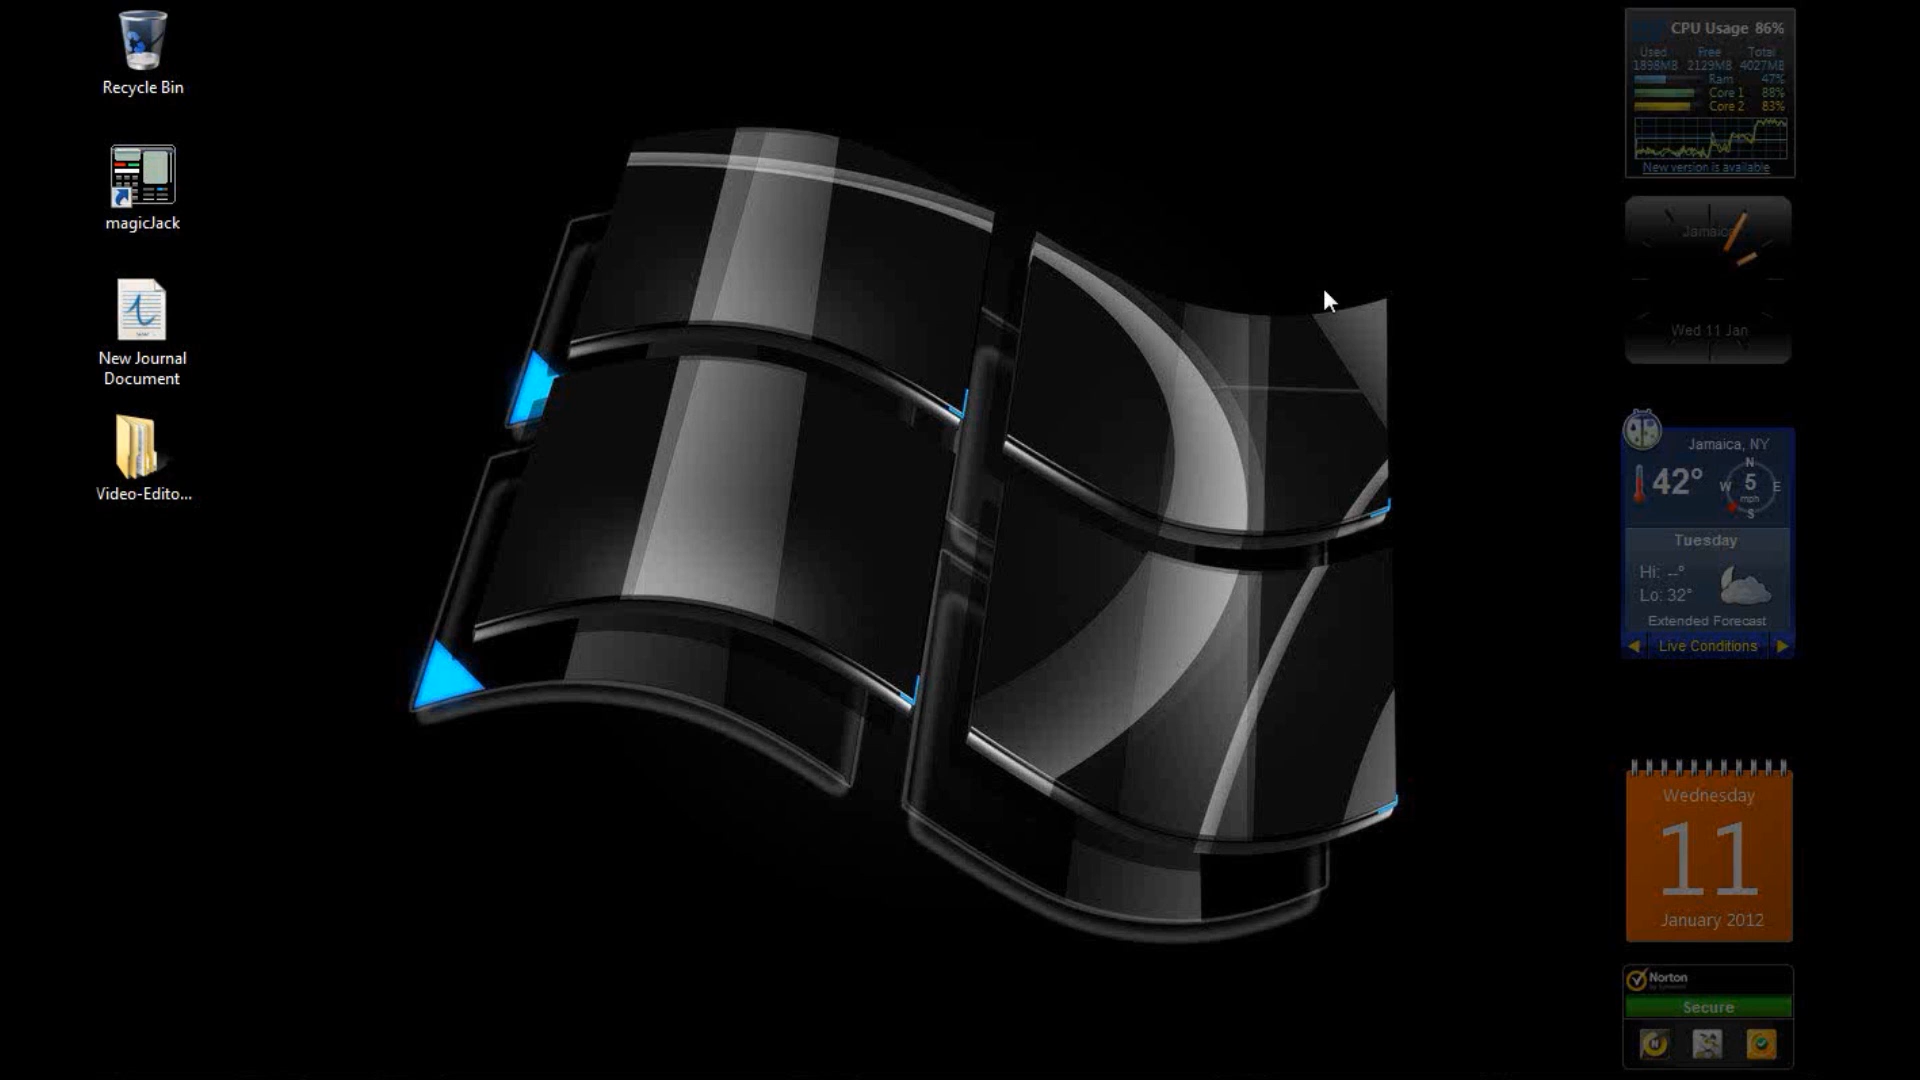 Recycle Bin
magicJack
New Journal
Document
Video-Edito...
CPU Usage 86%
Used Free Total
1898MB 2129MB 4027MB
Ram 47%
Core 1 88%
Core 2 83%
New version is available
Jamaica
Wed 11 Jan
Jamaica, NY
42°
N
W 5 E
mph
S
Tuesday
Hi: --°
Lo: 32°
Extended Forecast
Live Conditions
Wednesday
11
January 2012
Norton
Secure